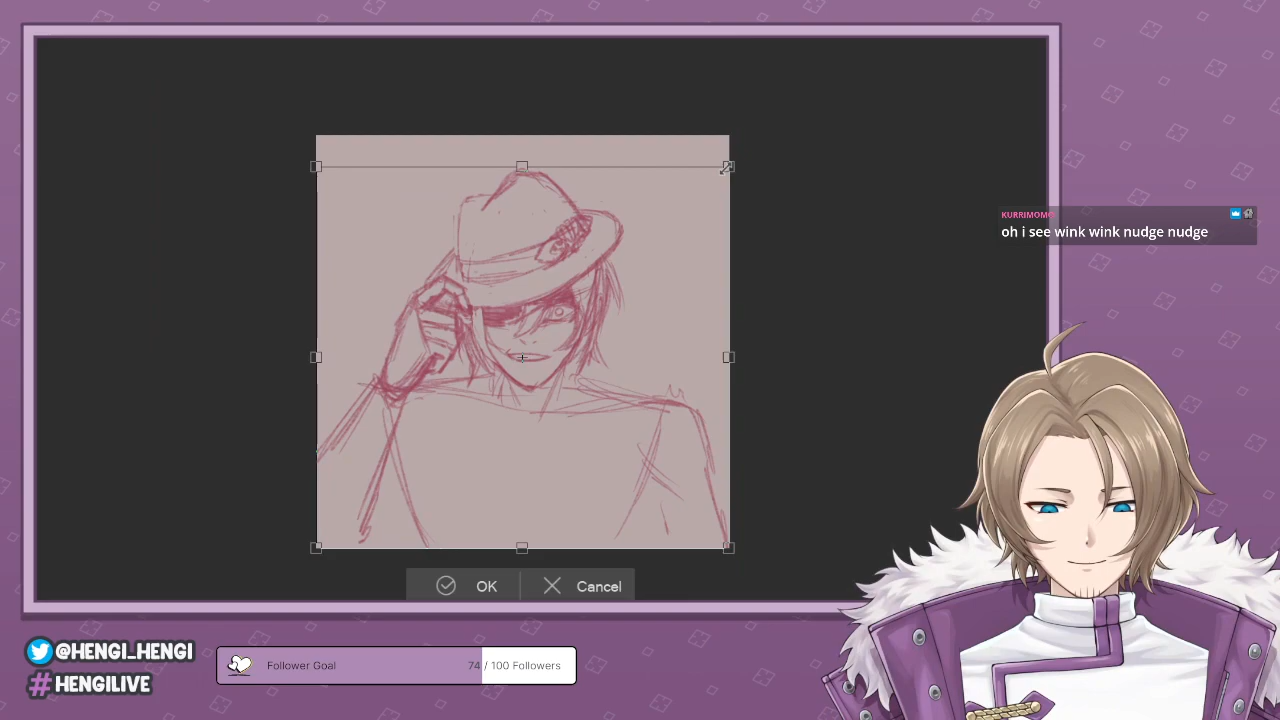 KURRIMOMO
oh i see wink wink nudge nudge
OK
Cancel
@HENGI_HENGI
Follower Goal
74 / 100 Followers
# HENGILIVE